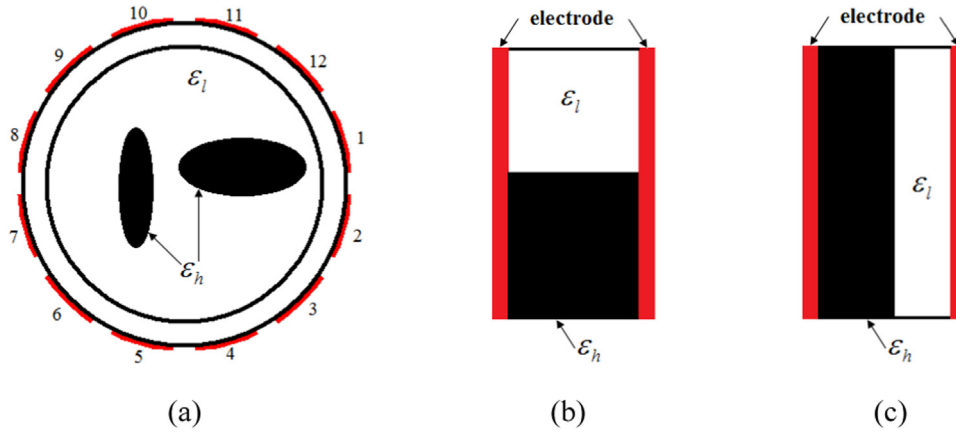 10
11
9
12
ε_l
8
1
7
2
ε_h
6
3
5
4
(a)
electrode
ε_l
ε_h
(b)
electrode
ε_l
ε_h
(c)